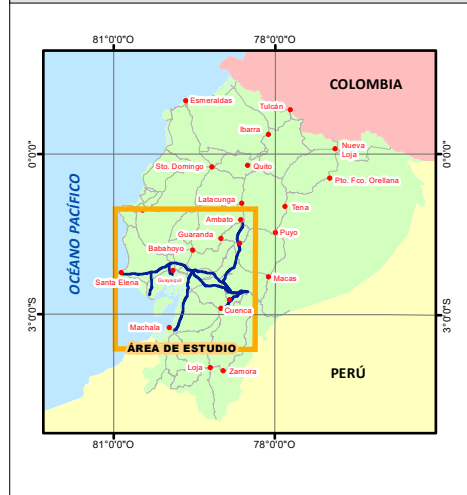 81°0'0"O
78°0'0"O
COLOMBIA
Esmeraldas
Tulcán
Ibarra
Nueva
Loja
0°0'0"
0°0'0"
Sto. Domingo
Quito
Pto. Fco. Orellana
OCÉANO PACÍFICO
Latacunga
Tena
Ambato
Guaranda
Puyo
Babahoyo
Santa Elena
Guayaquil
Macas
3°0'0"S
3°0'0"S
Cuenca
Machala
ÁREA DE ESTUDIO
Loja
Zamora
PERÚ
81°0'0"O
78°0'0"O